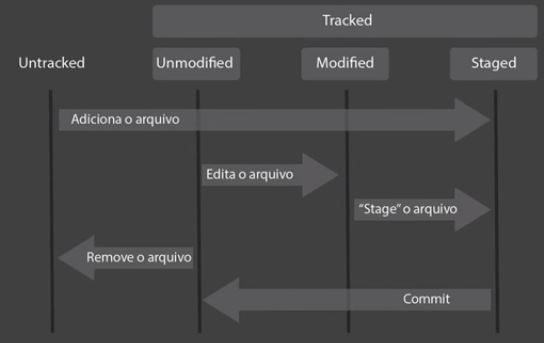 Tracked
Untracked
Unmodified
Modified
Staged
Adiciona o arquivo
Edita o arquivo
“Stage” o arquivo
Remove o arquivo
Commit